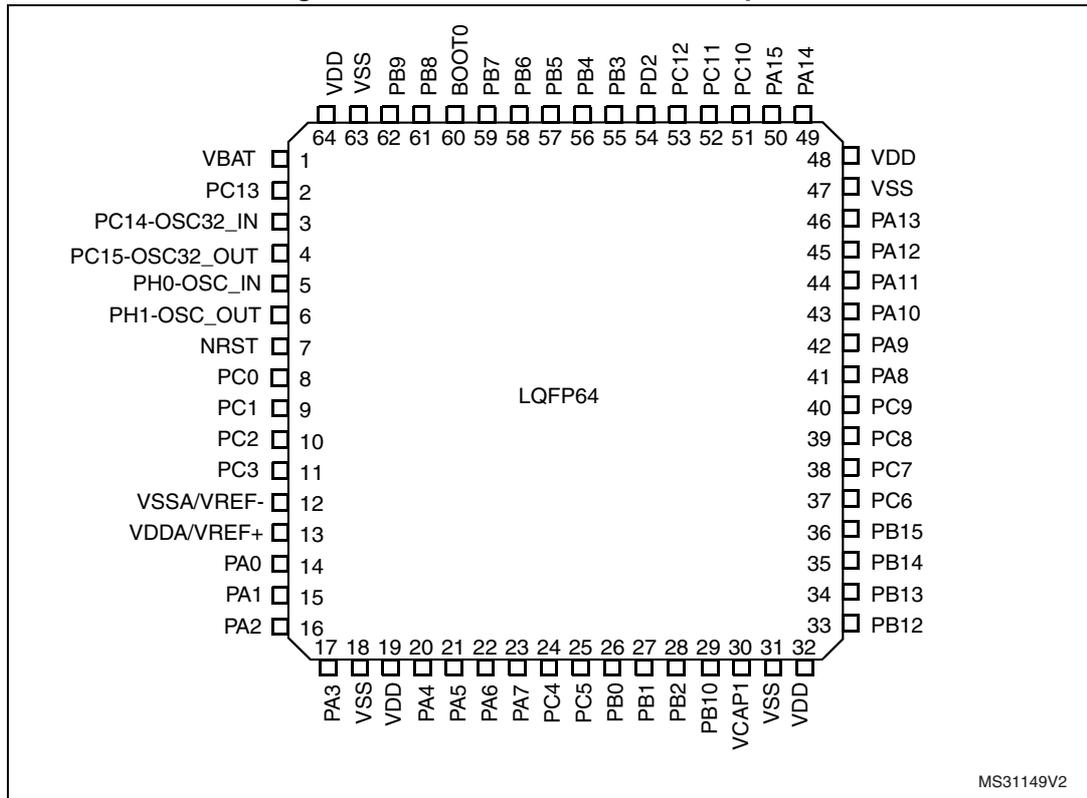 VDD
VSS
PB9
PB8
BOOT0
PB7
PB6
PB5
PB4
PB3
PD2
PC12
PC11
PC10
PA15
PA14
64 63 62 61 60 59 58 57 56 55 54 53 52 51 50 49
VBAT 1
PC13 2
PC14-OSC32_IN 3
PC15-OSC32_OUT 4
PH0-OSC_IN 5
PH1-OSC_OUT 6
NRST 7
PC0 8
PC1 9
PC2 10
PC3 11
VSSA/VREF- 12
VDDA/VREF+ 13
PA0 14
PA1 15
PA2 16
LQFP64
48 VDD
47 VSS
46 PA13
45 PA12
44 PA11
43 PA10
42 PA9
41 PA8
40 PC9
39 PC8
38 PC7
37 PC6
36 PB15
35 PB14
34 PB13
33 PB12
17 18 19 20 21 22 23 24 25 26 27 28 29 30 31 32
PA3
VSS
VDD
PA4
PA5
PA6
PA7
PC4
PC5
PB0
PB1
PB2
PB10
VCAP1
VSS
VDD
MS31149V2